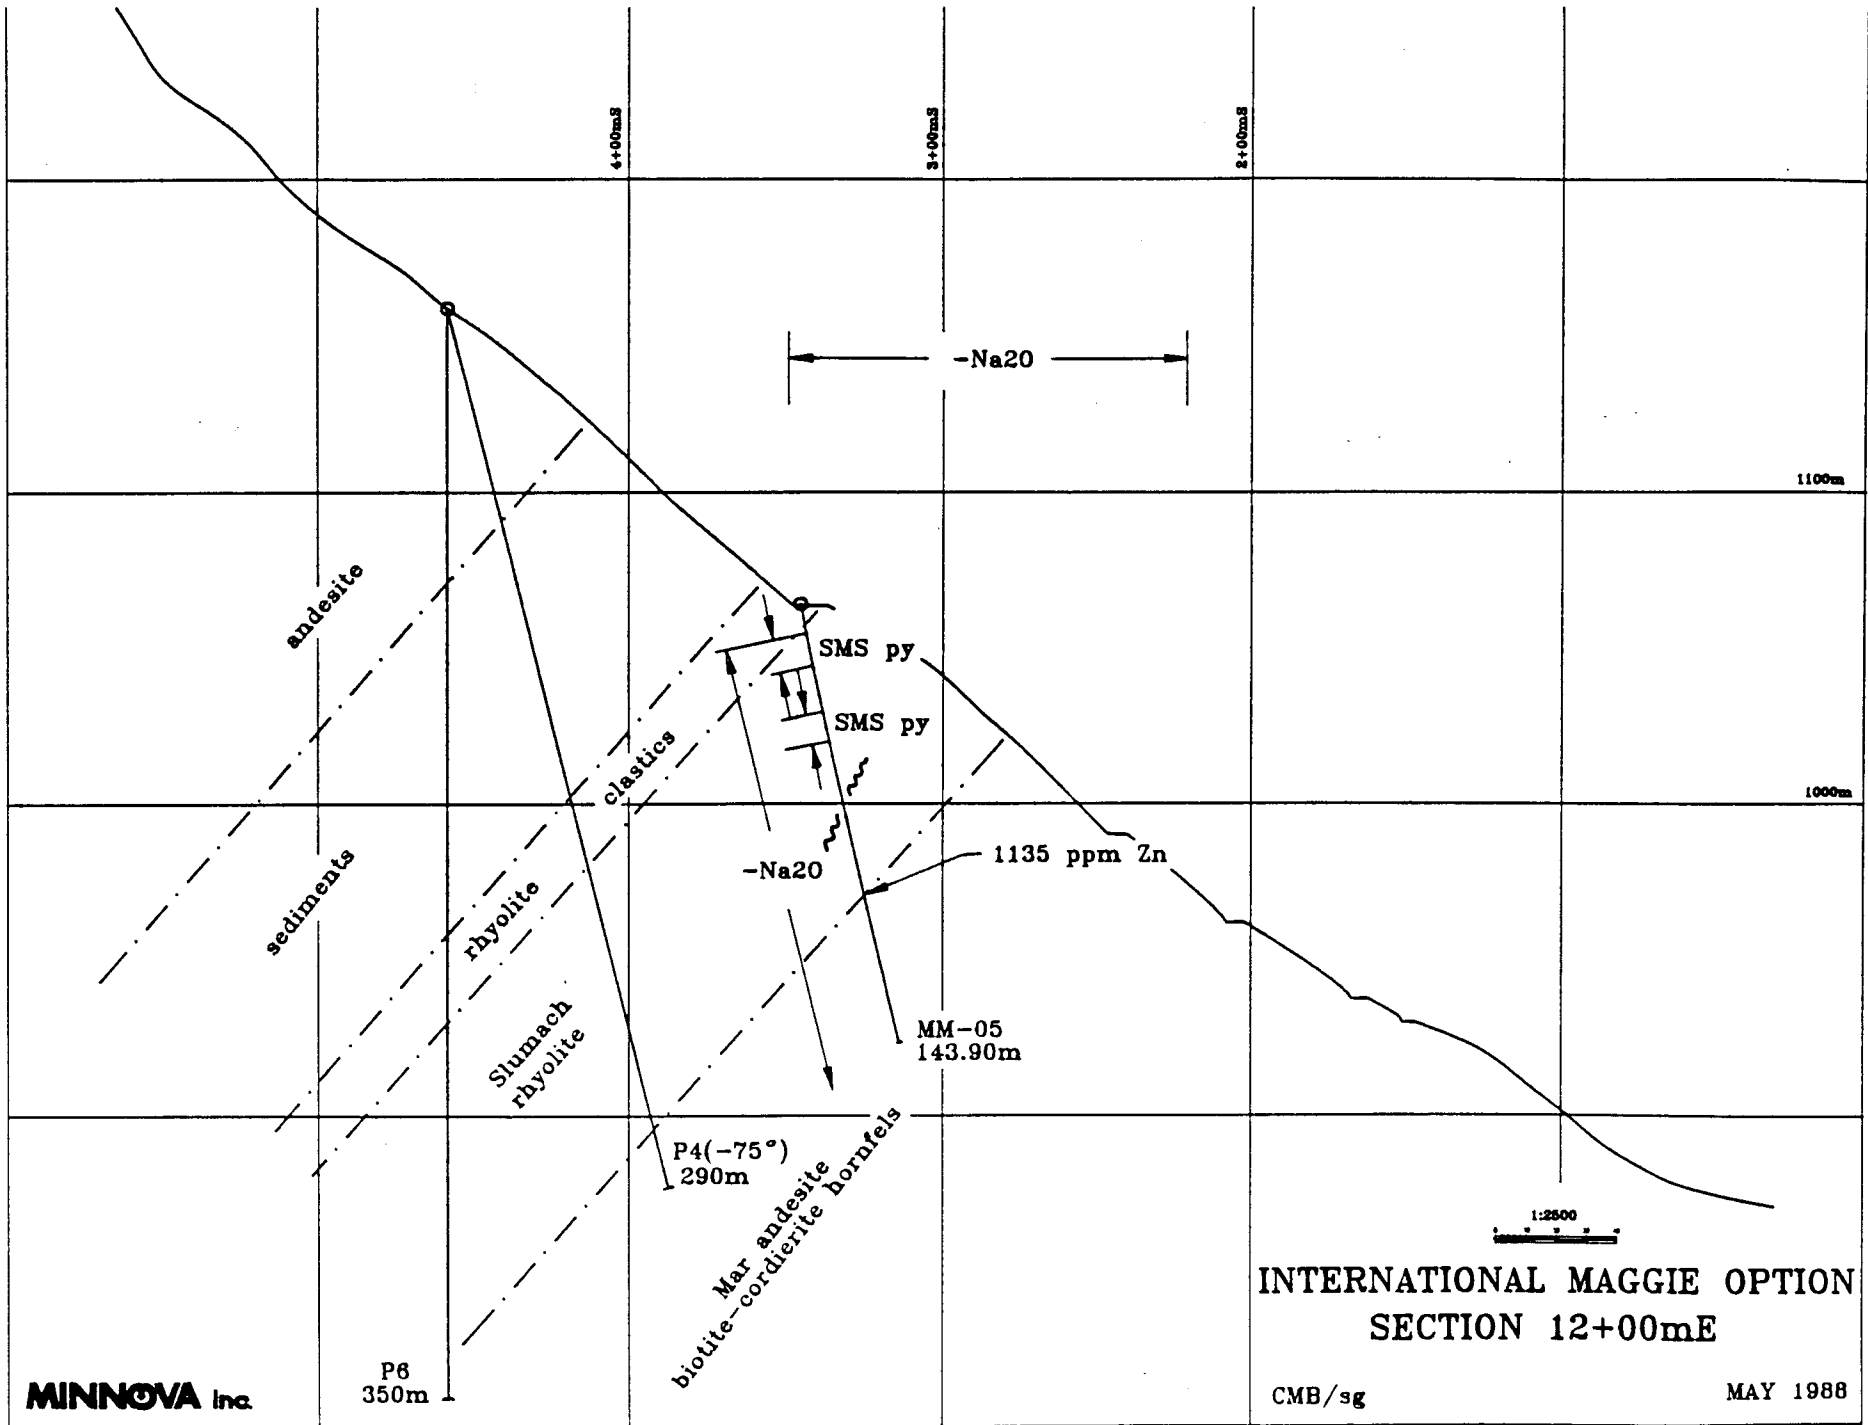 4+00mS
3+00mS
2+00mS
-Na20
1100m
andesite
SMS py
SMS py
clastics
1000m
1135 ppm Zn
-Na20
sediments
rhyolite
Slumach
rhyolite
MM-05
143.90m
P4(-75°)
290m
Mar andesite
biotite-cordierite hornfels
1:2500
INTERNATIONAL MAGGIE OPTION
SECTION 12+00mE
P6
350m
MINNOVA inc.
CMB/sg
MAY 1988